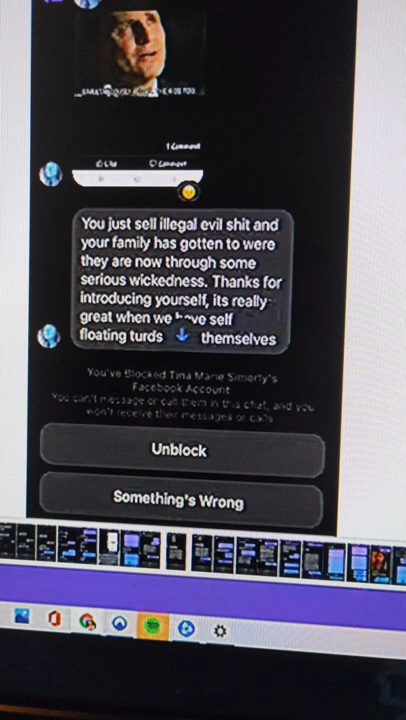 1 Comment
Like Comment
You just sell illegal evil shit and
your family has gotten to were
they are now through some
serious wickedness. Thanks for
introducing yourself, its really
great when we have self
floating turds themselves
You've Blocked Tina Marie Simerly's
Facebook Account
You can't message or call them in this chat, and you
won't receive their messages or calls
Unblock
Something's Wrong